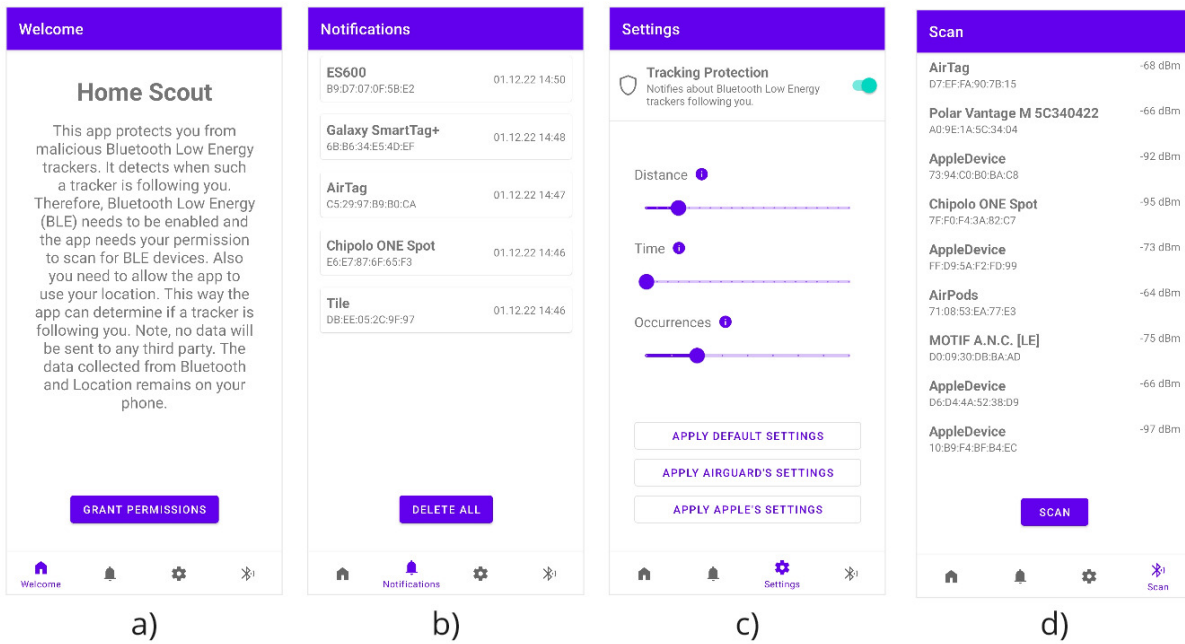 Welcome
Home Scout
This app protects you from
malicious Bluetooth Low Energy
trackers. It detects when such
a tracker is following you.
Therefore, Bluetooth Low Energy
(BLE) needs to be enabled and
the app needs your permission
to scan for BLE devices. Also
you need to allow the app to
use your location. This way the
app can determine if a tracker is
following you. Note, no data will
be sent to any third party. The
data collected from Bluetooth
and Location remains on your
phone.
GRANT PERMISSIONS
Welcome
a)
Notifications
ES600
B9:D7:07:0F:5B:E2
01.12.22 14:50
Galaxy SmartTag+
6B:B6:34:E5:4D:EF
01.12.22 14:48
AirTag
C5:29:97:B9:B0:CA
01.12.22 14:47
Chipolo ONE Spot
E6:E7:87:6F:65:F3
01.12.22 14:46
Tile
DB:EE:05:2C:9F:97
01.12.22 14:46
DELETE ALL
Notifications
b)
Settings
Tracking Protection
Notifies about Bluetooth Low Energy
trackers following you.
Distance
Time
Occurrences
APPLY DEFAULT SETTINGS
APPLY AIRGUARD'S SETTINGS
APPLY APPLE'S SETTINGS
Settings
c)
Scan
AirTag
D7:EF:FA:90:7B:15
-68 dBm
Polar Vantage M 5C340422
A0:9E:1A:5C:34:04
-66 dBm
AppleDevice
73:94:C0:B0:BA:C8
-92 dBm
Chipolo ONE Spot
7F:F0:F4:3A:82:C7
-95 dBm
AppleDevice
FF:D9:5A:F2:FD:99
-73 dBm
AirPods
71:08:53:EA:77:E3
-64 dBm
MOTIF A.N.C. [LE]
D0:09:30:DB:BA:AD
-75 dBm
AppleDevice
D6:D4:4A:52:38:D9
-66 dBm
AppleDevice
10:B9:F4:BF:B4:EC
-97 dBm
SCAN
Scan
d)